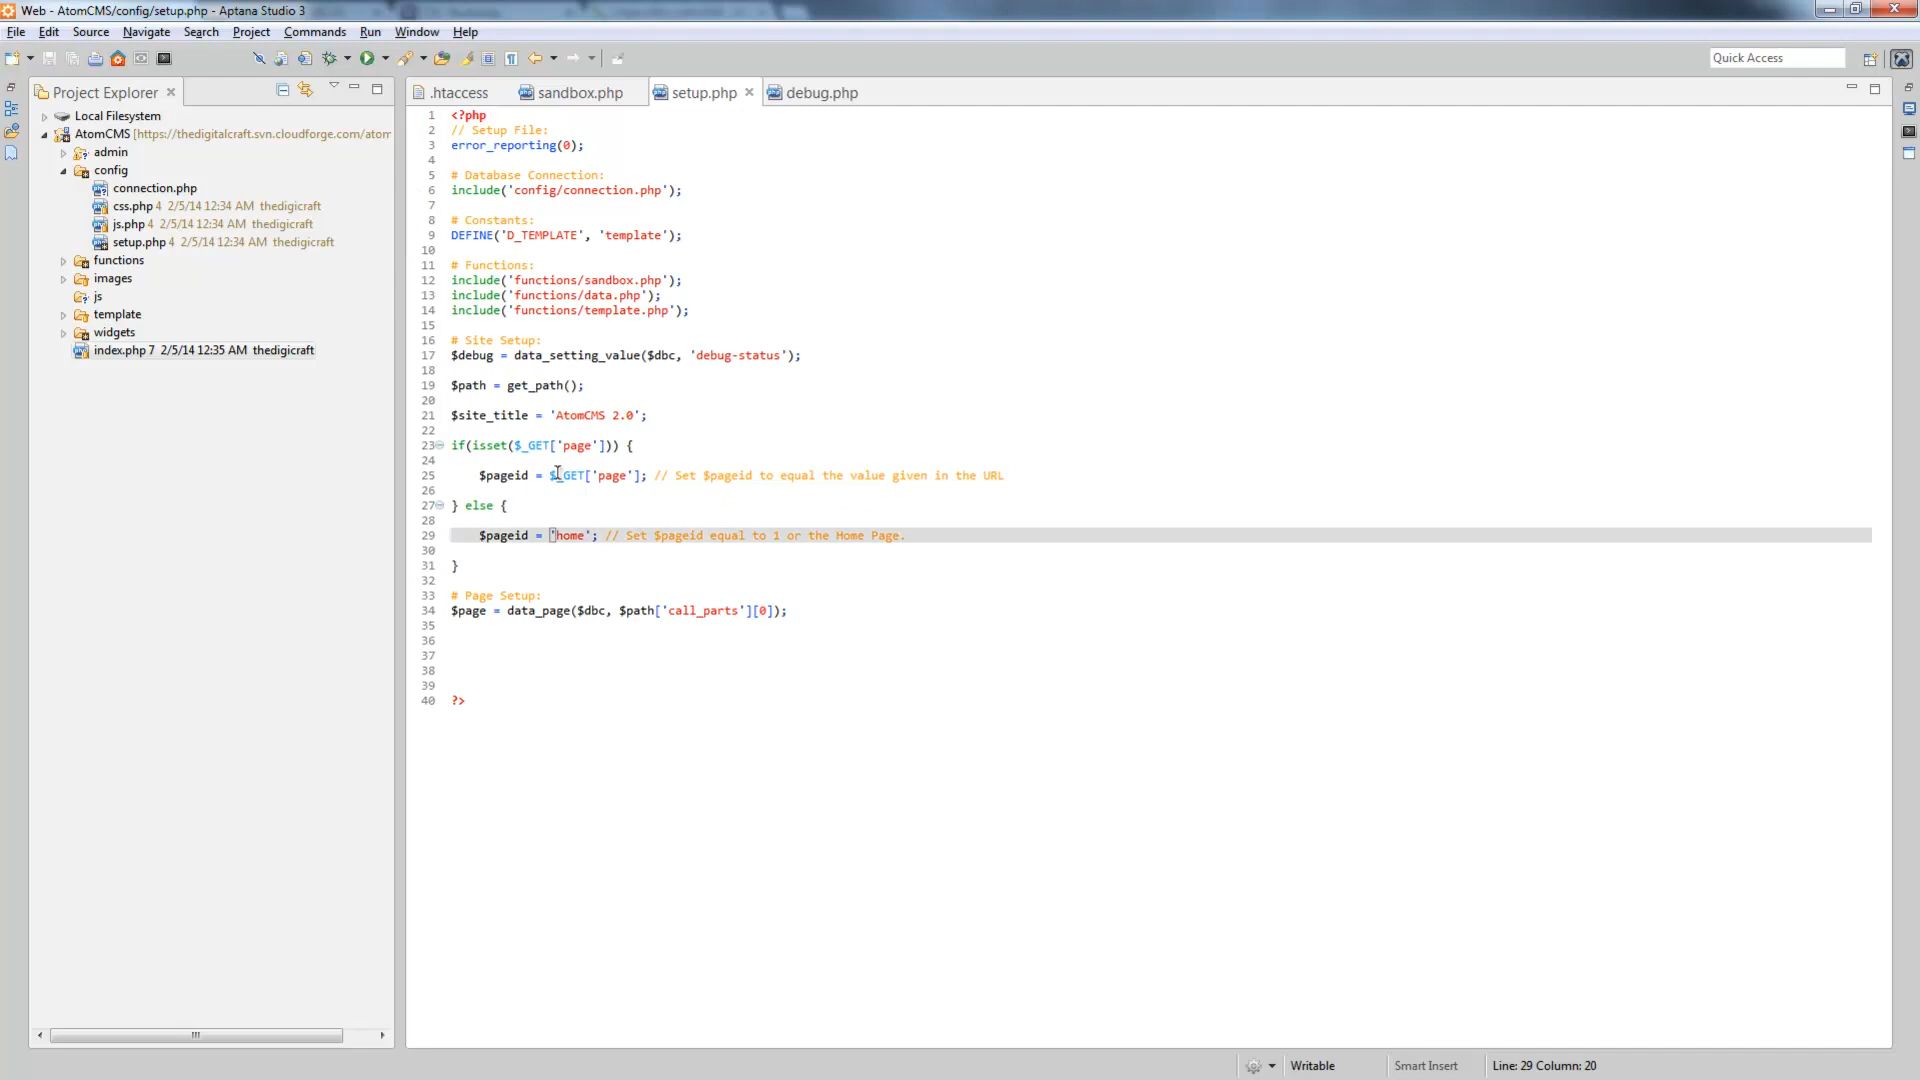 Web - AtomCMS/config/setup.php - Aptana Studio 3
File Edit Source Navigate Search Project Commands Run Window Help
Quick Access
Project Explorer
.htaccess sandbox.php setup.php debug.php
Local Filesystem
AtomCMS [https://thedigitalcraft.svn.cloudforge.com/atom
admin
config
connection.php
css.php 4 2/5/14 12:34 AM thedigicraft
js.php 4 2/5/14 12:34 AM thedigicraft
setup.php 4 2/5/14 12:34 AM thedigicraft
functions
images
js
template
widgets
index.php 7 2/5/14 12:35 AM thedigicraft
1 <?php
2 // Setup File:
3 error_reporting(0);
4
5 # Database Connection:
6 include('config/connection.php');
7
8 # Constants:
9 DEFINE('D_TEMPLATE', 'template');
10
11 # Functions:
12 include('functions/sandbox.php');
13 include('functions/data.php');
14 include('functions/template.php');
15
16 # Site Setup:
17 $debug = data_setting_value($dbc, 'debug-status');
18
19 $path = get_path();
20
21 $site_title = 'AtomCMS 2.0';
22
23 if(isset($_GET['page'])) {
24
25 $pageid = $_GET['page']; // Set $pageid to equal the value given in the URL
26
27 } else {
28
29 $pageid = 'home'; // Set $pageid equal to 1 or the Home Page.
30
31 }
32
33 # Page Setup:
34 $page = data_page($dbc, $path['call_parts'][0]);
35
36
37
38
39
40 ?>
Writable Smart Insert Line: 29 Column: 20